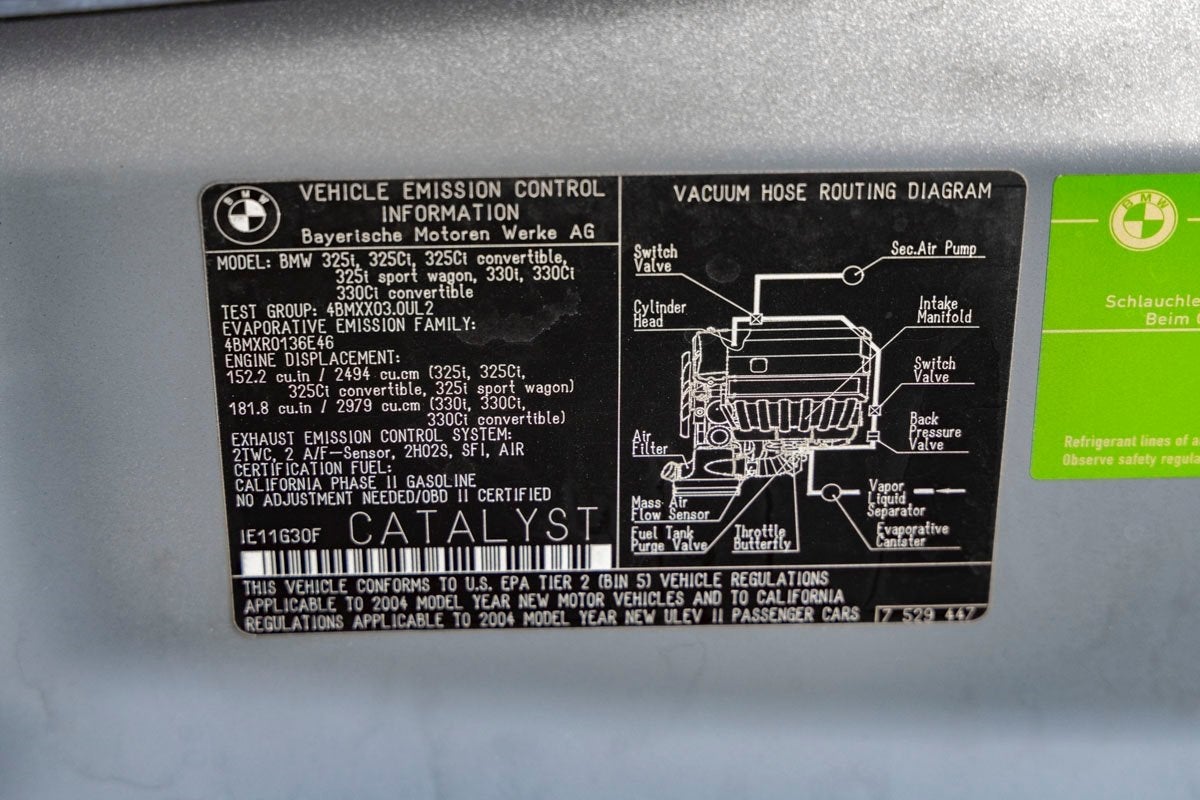 BMW
VEHICLE EMISSION CONTROL
INFORMATION
Bayerische Motoren Werke AG
MODEL: BMW 325i, 325Ci, 325Ci convertible,
325i sport wagon, 330i, 330Ci
330Ci convertible
TEST GROUP: 4BMXX03.0UL2
EVAPORATIVE EMISSION FAMILY:
4BMXR0136E46
ENGINE DISPLACEMENT:
152.2 cu.in / 2494 cu.cm (325i, 325Ci,
325Ci convertible, 325i sport wagon)
181.8 cu.in / 2979 cu.cm (330i, 330Ci,
330Ci convertible)
EXHAUST EMISSION CONTROL SYSTEM:
2TWC, 2 A/F-Sensor, 2HO2S, SFI, AIR
CERTIFICATION FUEL:
CALIFORNIA PHASE II GASOLINE
NO ADJUSTMENT NEEDED/OBD II CERTIFIED
IE11G30F CATALYST
VACUUM HOSE ROUTING DIAGRAM
Switch
Valve
Sec.Air Pump
Cylinder
Head
Intake
Manifold
Switch
Valve
Back
Pressure
Valve
Air
Filter
Mass Air
Flow Sensor
Vapor
Liquid
Separator
Fuel Tank
Purge Valve
Throttle
Butterfly
Evaporative
Canister
THIS VEHICLE CONFORMS TO U.S. EPA TIER 2 (BIN 5) VEHICLE REGULATIONS
APPLICABLE TO 2004 MODEL YEAR NEW MOTOR VEHICLES AND TO CALIFORNIA
REGULATIONS APPLICABLE TO 2004 MODEL YEAR NEW ULEV II PASSENGER CARS
7 529 447
BMW
Schlauchle
Beim
Refrigerant lines of a
Observe safety regula